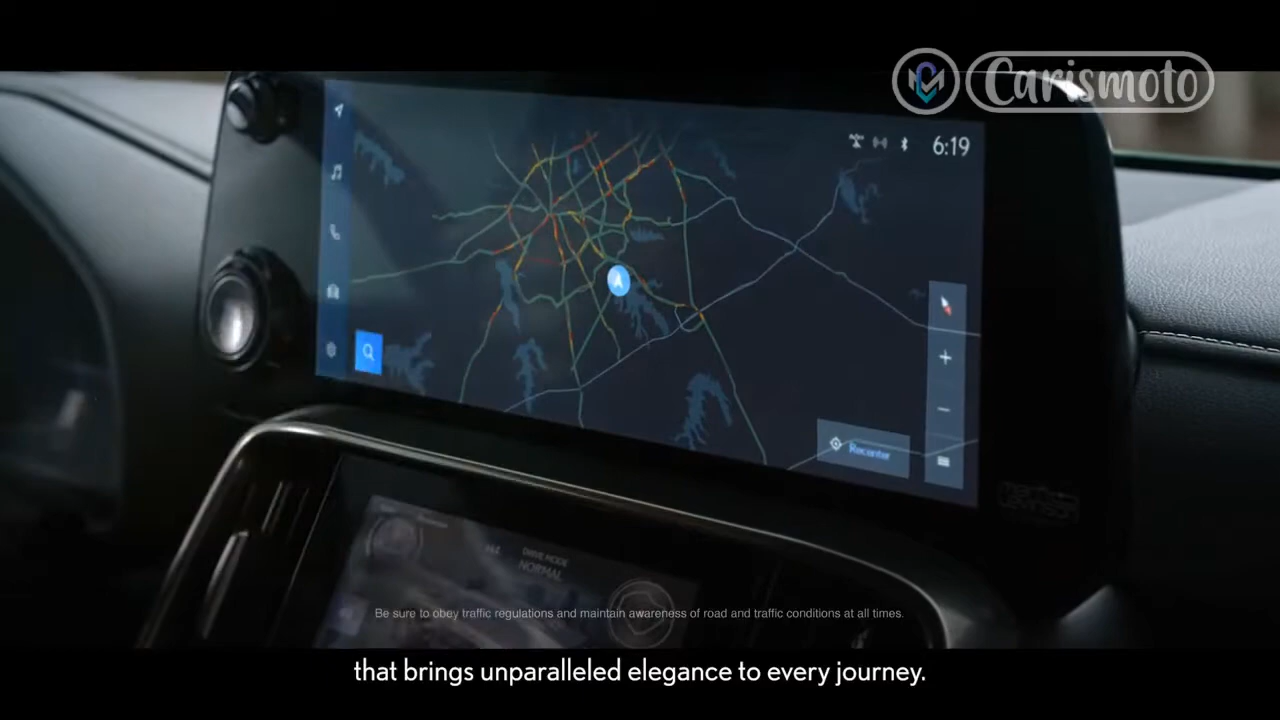 Carismoto
6:19
Recenter
DRIVE MODE
NORMAL
Be sure to obey traffic regulations and maintain awareness of road and traffic conditions at all times.
that brings unparalleled elegance to every journey.